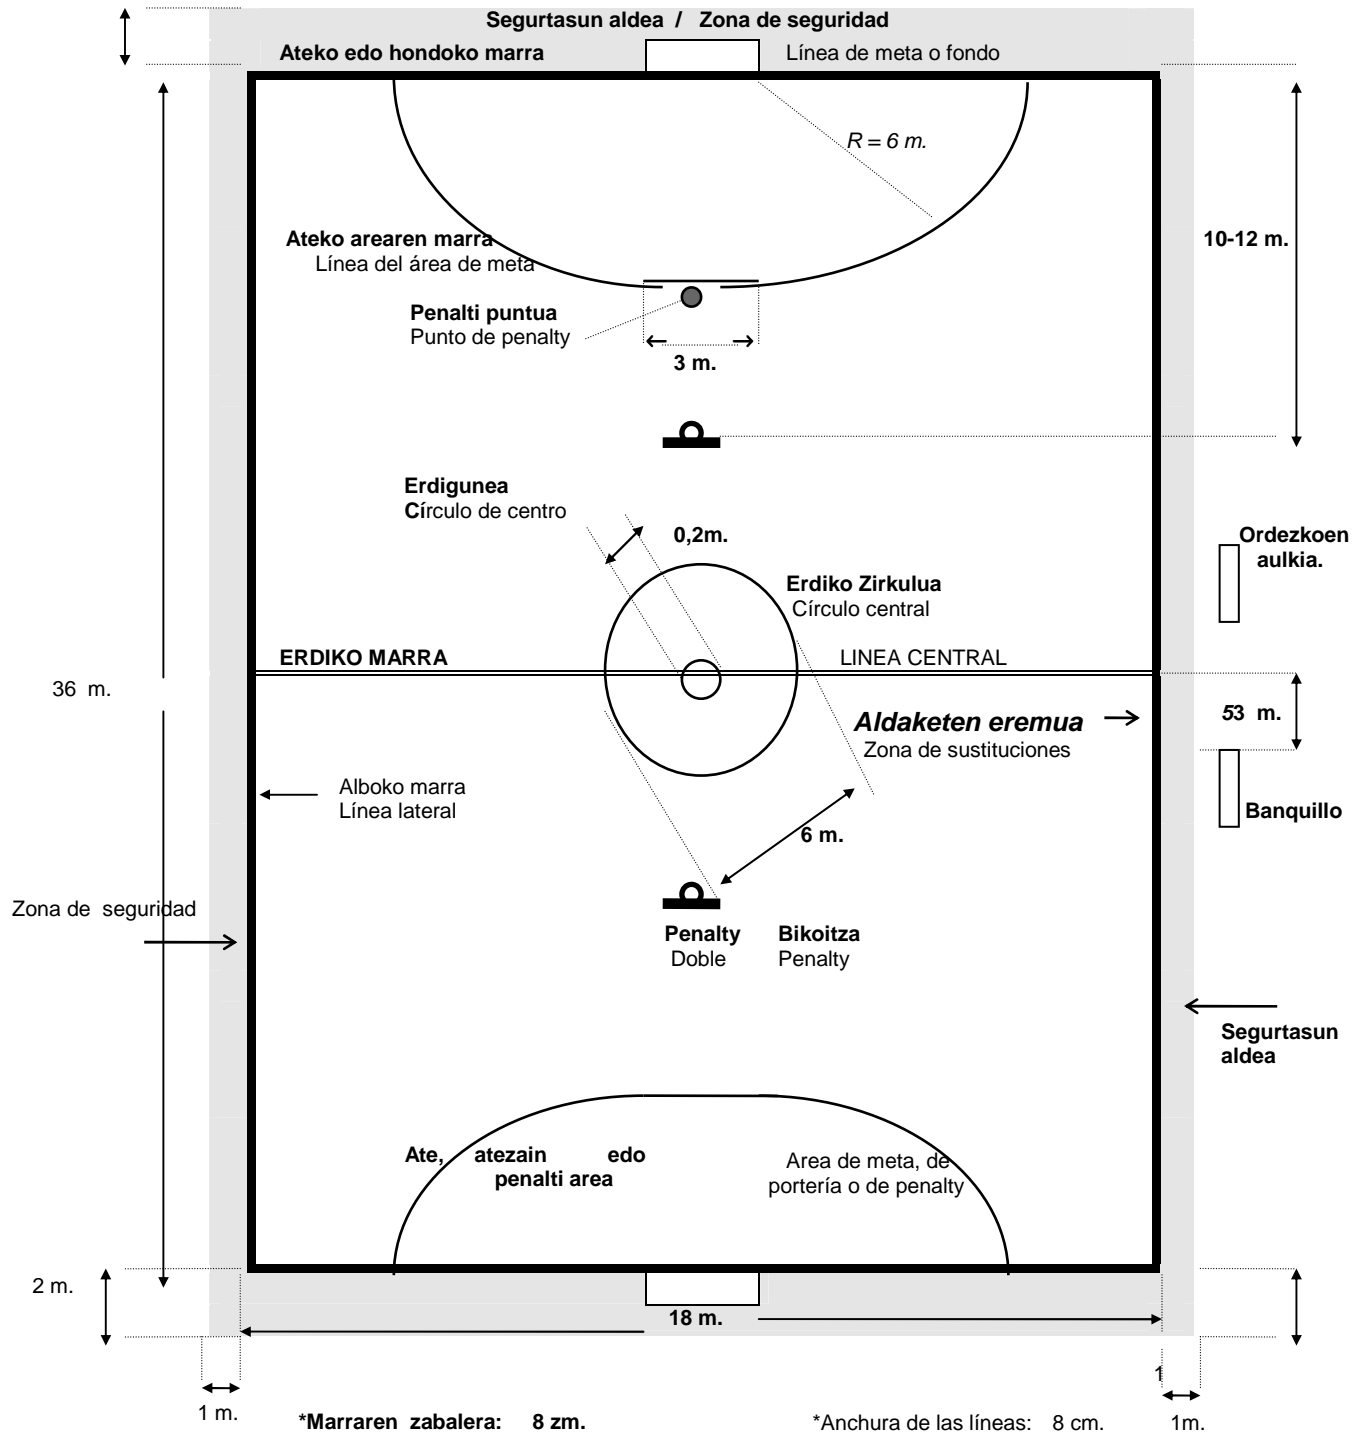 Segurtasun aldea / Zona de seguridad
Ateko edo hondoko marra
Línea de meta o fondo
R = 6 m.
Ateko arearen marra
Línea del área de meta
10-12 m.
Penalti puntua
Punto de penalty
3 m.
Erdigunea
Círculo de centro
0,2m.
Ordezkoen
aulkia.
Erdiko Zirkulua
Círculo central
ERDIKO MARRA
LINEA CENTRAL
36 m.
53 m.
Aldaketen eremua
Zona de sustituciones
Alboko marra
Línea lateral
Banquillo
6 m.
Zona de seguridad
Penalty Bikoitza
Doble Penalty
Segurtasun
aldea
Ate, atezain edo
penalti area
Area de meta, de
portería o de penalty
2 m.
18 m.
1
1 m.
*Marraren zabalera: 8 zm.
*Anchura de las líneas: 8 cm.
1m.